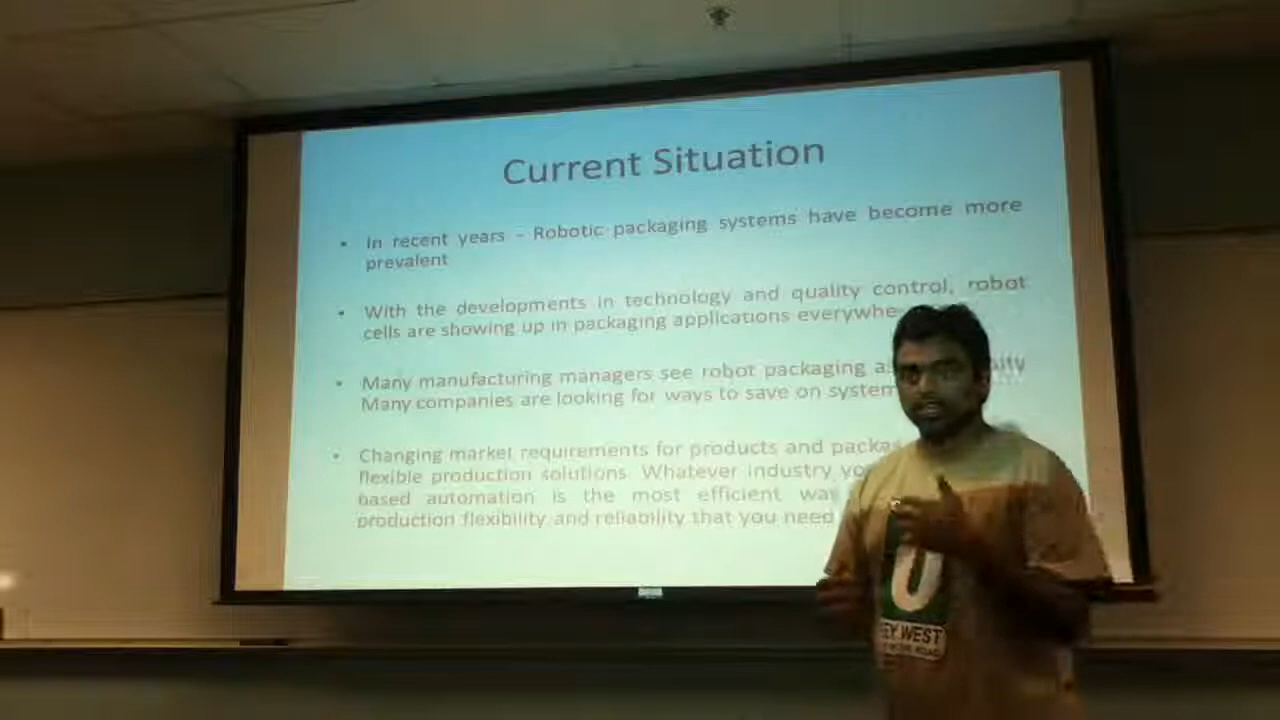 Current Situation
• In recent years - Robotic packaging systems have become more
prevalent
• With the developments in technology and quality control, robot
cells are showing up in packaging applications everywhe
• Many manufacturing managers see robot packaging a
Many companies are looking for ways to save on system
• Changing market requirements for products and packa
flexible production solutions. Whatever industry yo
based automation is the most efficient wa
production flexibility and reliability that you need
0
EY WEST